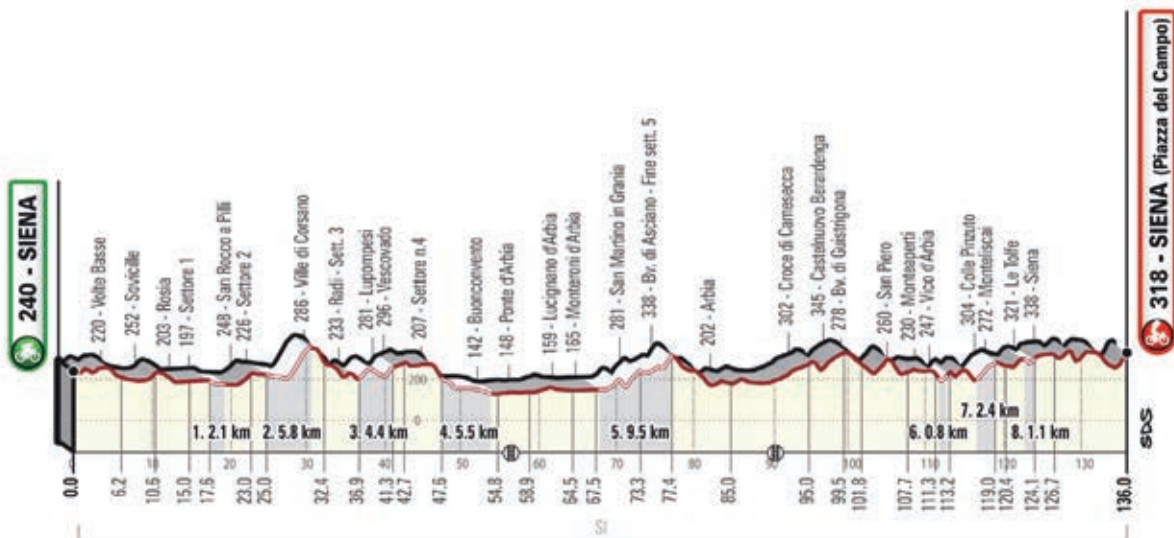 240 - SIENA
220 - Volte Basse
252 - Sovicille
203 - Rosia
197 - Settore 1
248 - San Rocco a Pilli
226 - Settore 2
286 - Ville di Corsano
233 - Radi - Sett. 3
281 - Lupompesi
296 - Vescovado
207 - Settore n.4
142 - Buonconvento
148 - Ponte d'Arbia
159 - Lucignano d'Arbia
165 - Monteroni d'Arbia
281 - San Martino in Grania
338 - Bv. di Asciano - Fine sett. 5
202 - Arbia
302 - Croce di Carnesecca
345 - Castelnuovo Berardenga
278 - Bv. di Guistrigona
260 - San Piero
230 - Monteaperti
247 - Vico d'Arbia
304 - Colle Pinzuto
272 - Monteliscai
321 - Le Tolfe
338 - Siena
318 - SIENA (Piazza del Campo)
200
0
1. 2.1 km
2. 5.8 km
3. 4.4 km
4. 5.5 km
5. 9.5 km
6. 0.8 km
7. 2.4 km
8. 1.1 km
SDS
10 20 30 40 50 60 70 80 90 100 110 120 130
0.0 6.2 10.6 15.0 17.6 23.0 25.0 32.4 36.9 41.3 42.7 47.6 54.8 58.9 64.5 67.5 73.3 77.4 85.0 95.0 99.5 101.8 107.7 111.3 113.2 119.0 120.4 124.1 126.7 136.0
SI